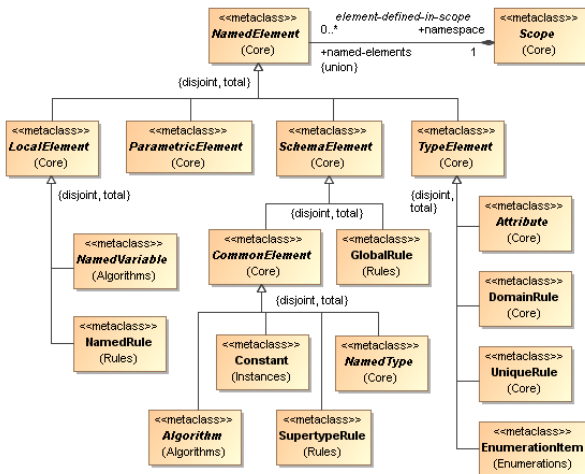 <<metaclass>>
NamedElement
(Core)
element-defined-in-scope
0..*
+namespace
+named-elements
1
{union}
<<metaclass>>
Scope
(Core)
{disjoint, total}
<<metaclass>>
LocalElement
(Core)
<<metaclass>>
ParametricElement
(Core)
<<metaclass>>
SchemaElement
(Core)
<<metaclass>>
TypeElement
(Core)
{disjoint, total}
{disjoint, total}
{disjoint,
total}
<<metaclass>>
NamedVariable
(Algorithms)
<<metaclass>>
NamedRule
(Rules)
<<metaclass>>
CommonElement
(Core)
<<metaclass>>
GlobalRule
(Rules)
{disjoint, total}
<<metaclass>>
Constant
(Instances)
<<metaclass>>
NamedType
(Core)
<<metaclass>>
Algorithm
(Algorithms)
<<metaclass>>
SupertypeRule
(Rules)
<<metaclass>>
Attribute
(Core)
<<metaclass>>
DomainRule
(Core)
<<metaclass>>
UniqueRule
(Core)
<<metaclass>>
EnumerationItem
(Enumerations)